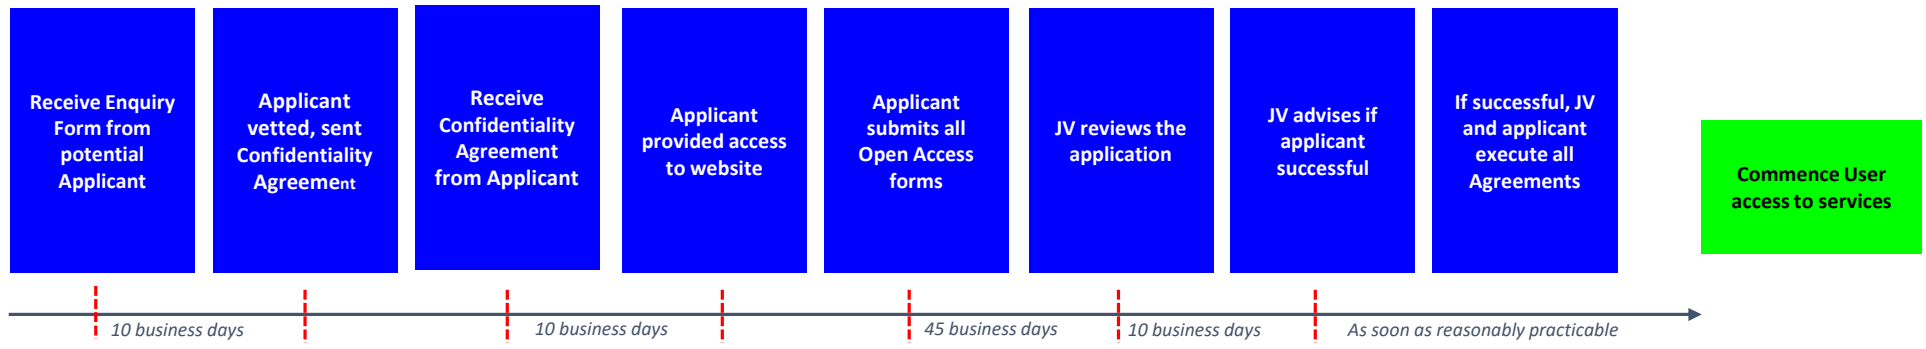 Receive Enquiry
Form from
potential
Applicant
Applicant
vetted, sent
Confidentiality
Agreement
Receive
Confidentiality
Agreement
from Applicant
Applicant
provided access
to website
Applicant
submits all
Open Access
forms
JV reviews the
application
JV advises if
applicant
successful
If successful, JV
and applicant
execute all
Agreements
Commence User
access to services
10 business days
10 business days
45 business days
10 business days
As soon as reasonably practicable